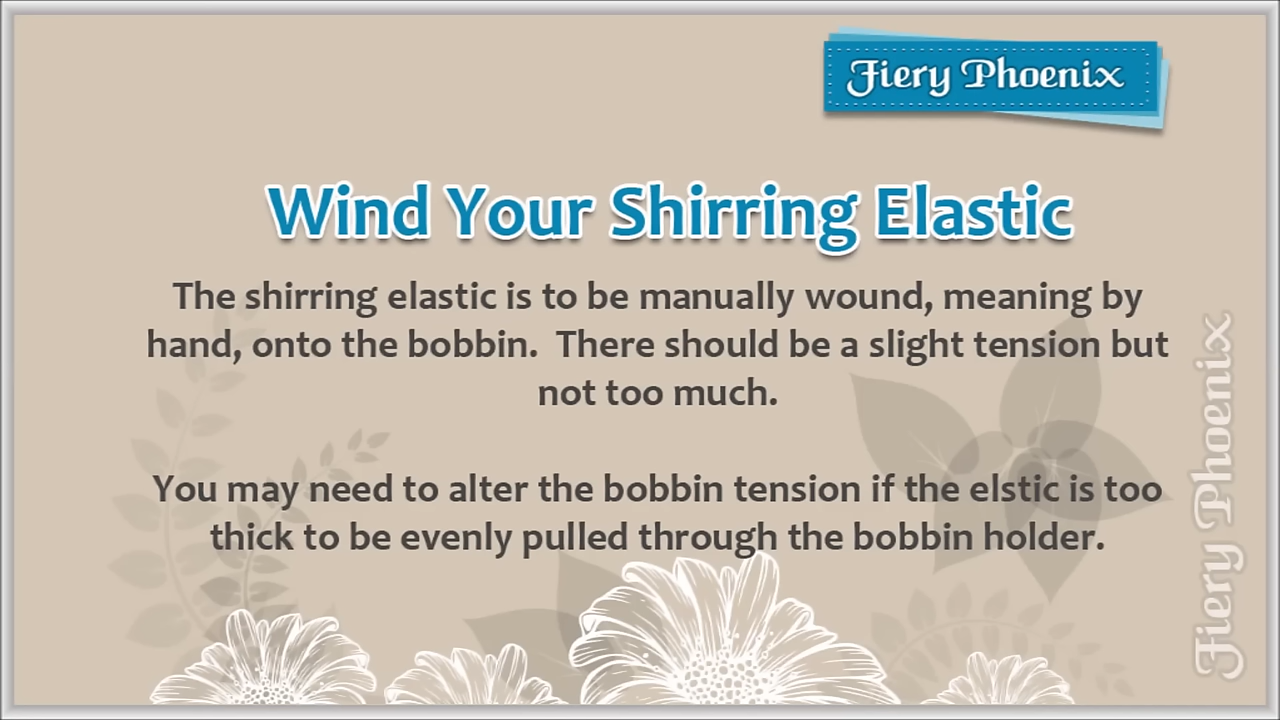 Fiery Phoenix
Wind Your Shirring Elastic
The shirring elastic is to be manually wound, meaning by
hand, onto the bobbin.  There should be a slight tension but
not too much.
You may need to alter the bobbin tension if the elstic is too
thick to be evenly pulled through the bobbin holder.
Fiery Phoenix